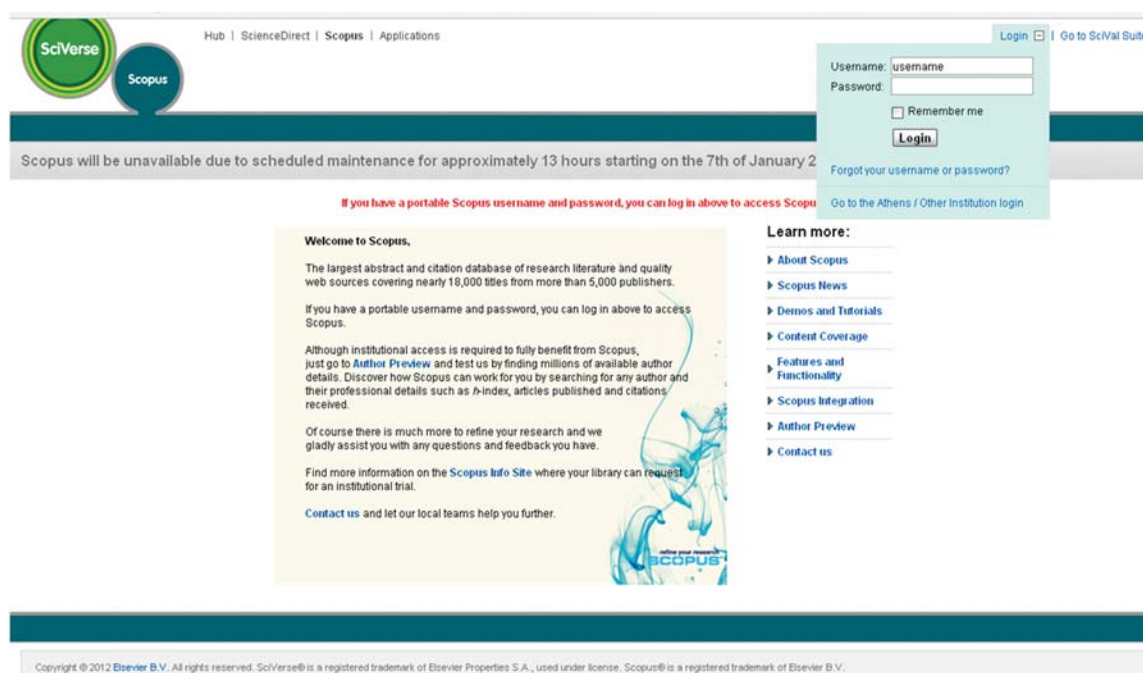 SciVerse
Scopus
Hub | ScienceDirect | Scopus | Applications
Login | Go to SciVal Suite
Username: username
Password:
Remember me
Login
Forgot your username or password?
Go to the Athens / Other Institution login
Scopus will be unavailable due to scheduled maintenance for approximately 13 hours starting on the 7th of January 2
If you have a portable Scopus username and password, you can log in above to access Scopu
Welcome to Scopus,
The largest abstract and citation database of research literature and quality
web sources covering nearly 18,000 titles from more than 5,000 publishers.
If you have a portable username and password, you can log in above to access
Scopus.
Although institutional access is required to fully benefit from Scopus,
just go to Author Preview and test us by finding millions of available author
details. Discover how Scopus can work for you by searching for any author and
their professional details such as h-index, articles published and citations
received.
Of course there is much more to refine your research and we
gladly assist you with any questions and feedback you have.
Find more information on the Scopus Info Site where your library can request
for an institutional trial.
Contact us and let our local teams help you further.
refine your research
SCOPUS
Learn more:
About Scopus
Scopus News
Demos and Tutorials
Content Coverage
Features and
Functionality
Scopus Integration
Author Preview
Contact us
Copyright © 2012 Elsevier B.V. All rights reserved. SciVerse® is a registered trademark of Elsevier Properties S.A., used under license. Scopus® is a registered trademark of Elsevier B.V.